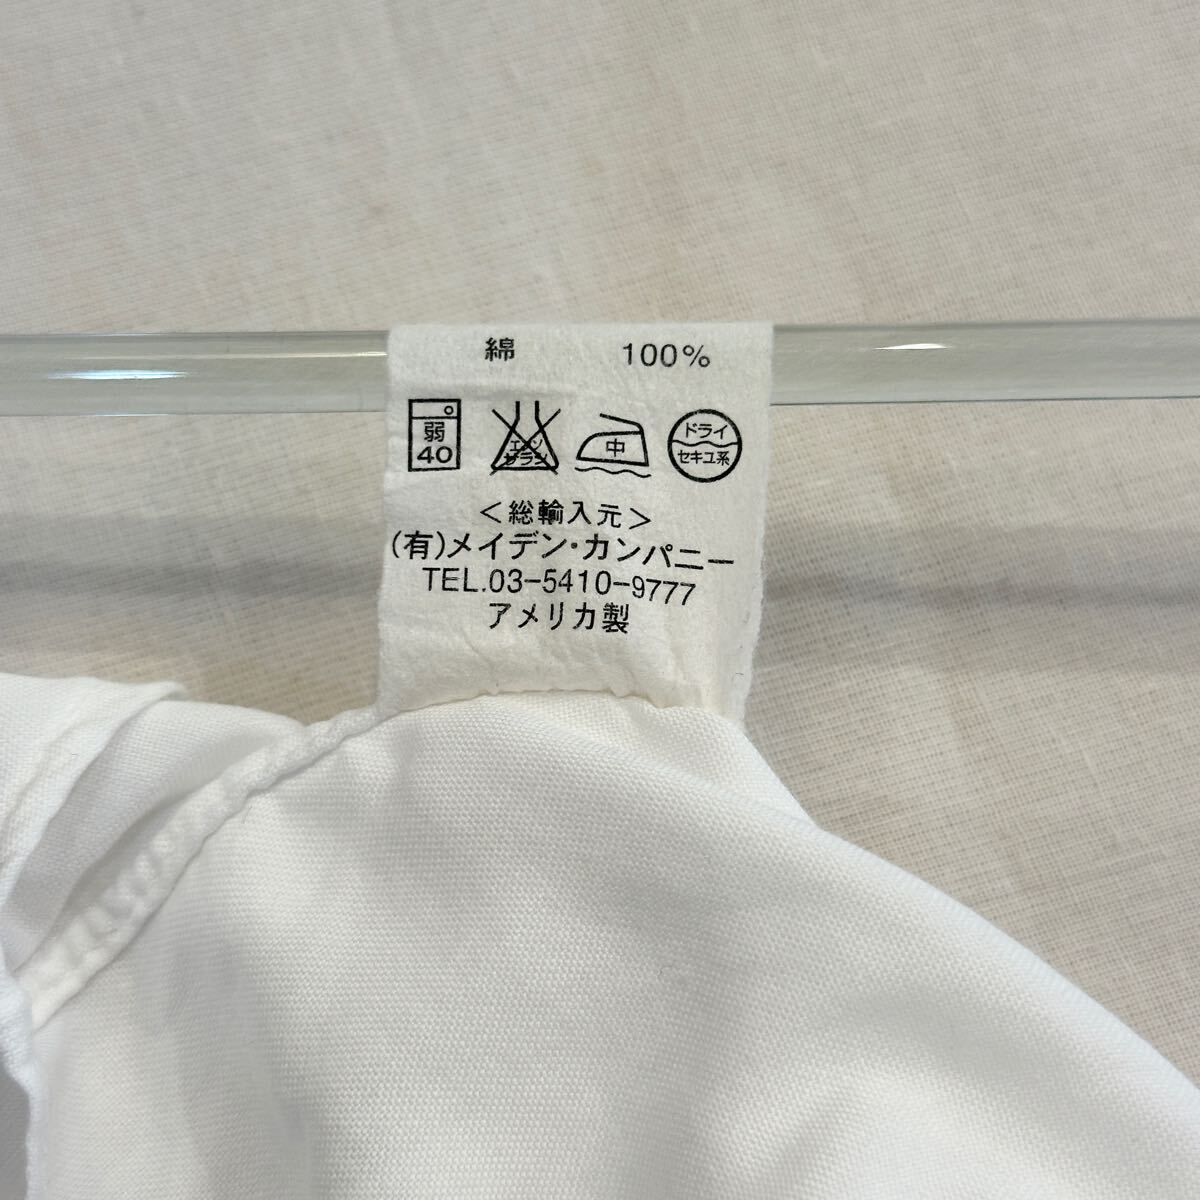 綿 100%
弱 40 エンソ サラシ 中 ドライ セキユ系
<総輸入元>
(有)メイデン・カンパニー
TEL.03-5410-9777
アメリカ製